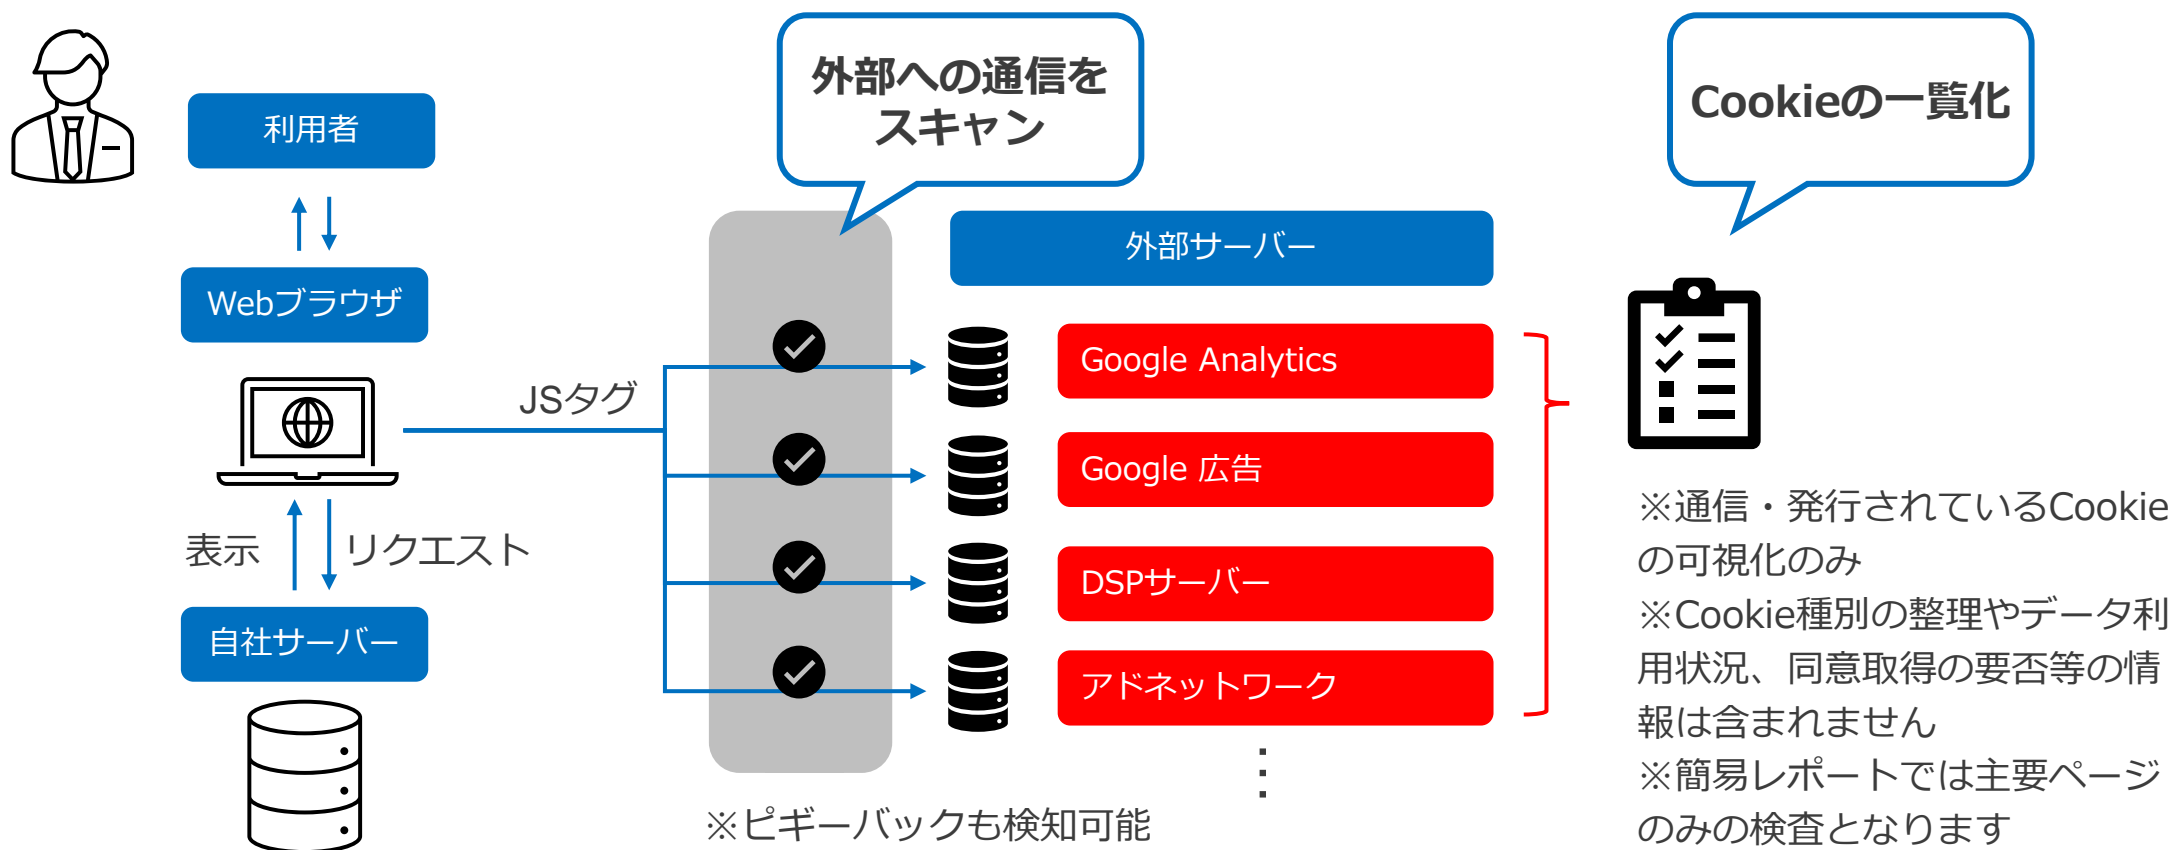 利用者
Webブラウザ
表示
リクエスト
自社サーバー
JSタグ
外部への通信を
スキャン
外部サーバー
Google Analytics
Google 広告
DSPサーバー
アドネットワーク
※ピギーバックも検知可能
Cookieの一覧化
※通信・発行されているCookie
の可視化のみ
※Cookie種別の整理やデータ利
用状況、同意取得の要否等の情
報は含まれません
※簡易レポートでは主要ページ
のみの検査となります